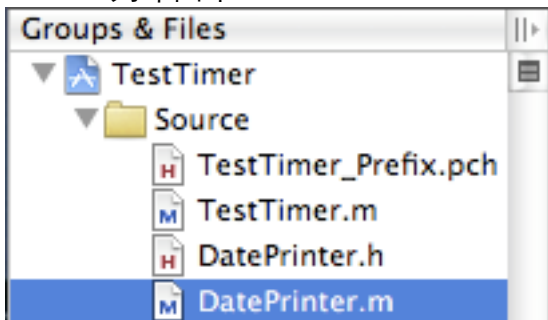 Groups & Files
TestTimer
Source
H TestTimer_Prefix.pch
M TestTimer.m
H DatePrinter.h
M DatePrinter.m